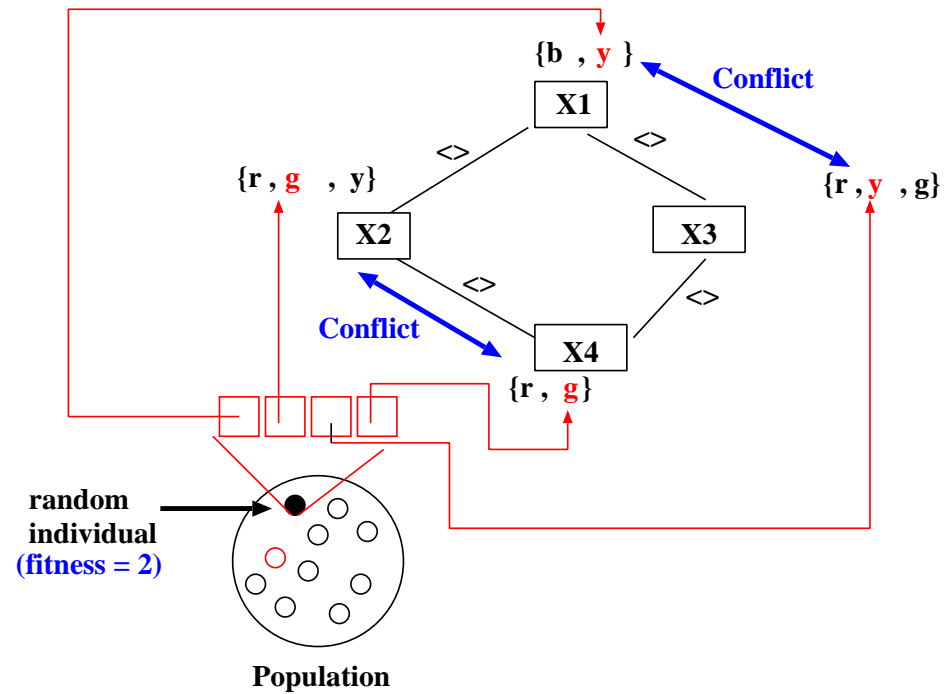 {b , y }
Conflict
X1
<>
<>
{r , g , y}
{r , y , g}
X2
X3
<>
<>
Conflict
X4
{r , g}
random
individual
(fitness = 2)
Population